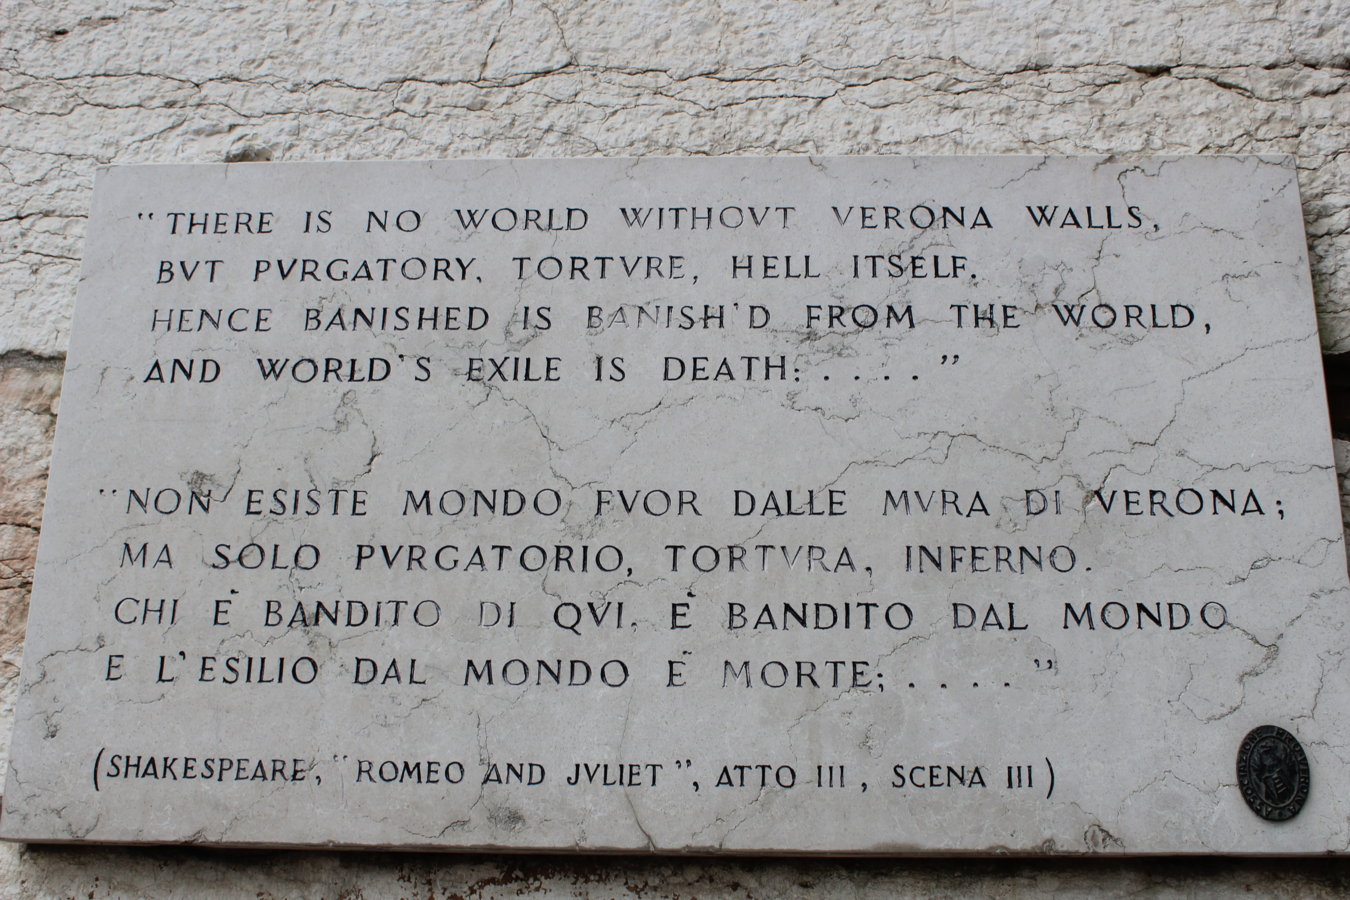 “THERE IS NO WORLD WITHOVT VERONA WALLS,
BVT PVRGATORY, TORTVRE, HELL ITSELF.
HENCE BANISHED IS BANISH'D FROM THE WORLD,
AND WORLD'S EXILE IS DEATH: . . . . ”
“NON ESISTE MONDO FVOR DALLE MVRA DI VERONA;
MA SOLO PVRGATORIO, TORTVRA, INFERNO.
CHI È BANDITO DI QVI, È BANDITO DAL MONDO
E L'ESILIO DAL MONDO È MORTE; . . . . ”
(SHAKESPEARE, “ROMEO AND JVLIET”, ATTO III, SCENA III)